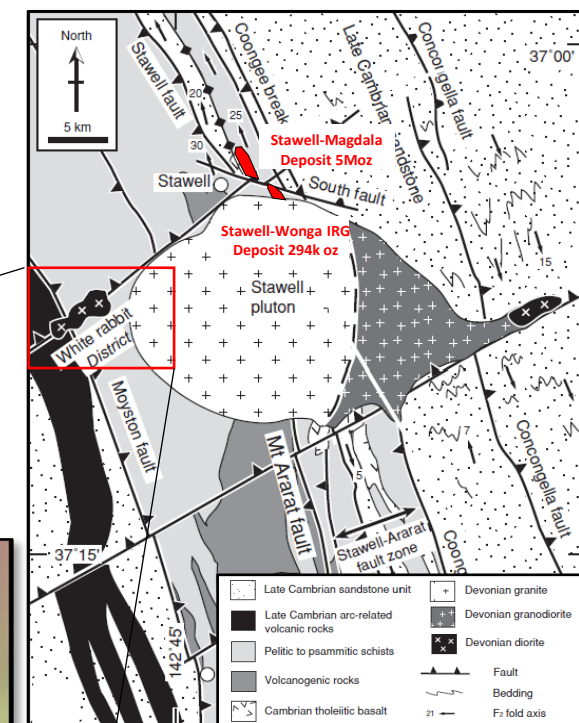 North
5 km
Stawell fault
Coongee break
Late Cambrian
sandstone
Concongella fault
37°00'
20
25
30
Stawell-Magdala
Deposit 5Moz
Stawell
South fault
Stawell-Wonga IRG
Deposit 294k oz
15
Stawell
pluton
White rabbit
District
Moyston fault
Mt Ararat fault
7
5
Concongella fault
Stawell-Ararat
fault zone
Coong
37°15'
142°45'
Late Cambrian sandstone unit
Late Cambrian arc-related
volcanic rocks
Pelitic to psammitic schists
Volcanogenic rocks
Cambrian tholeiitic basalt
Devonian granite
Devonian granodiorite
Devonian diorite
Fault
Bedding
21 F₂ fold axis